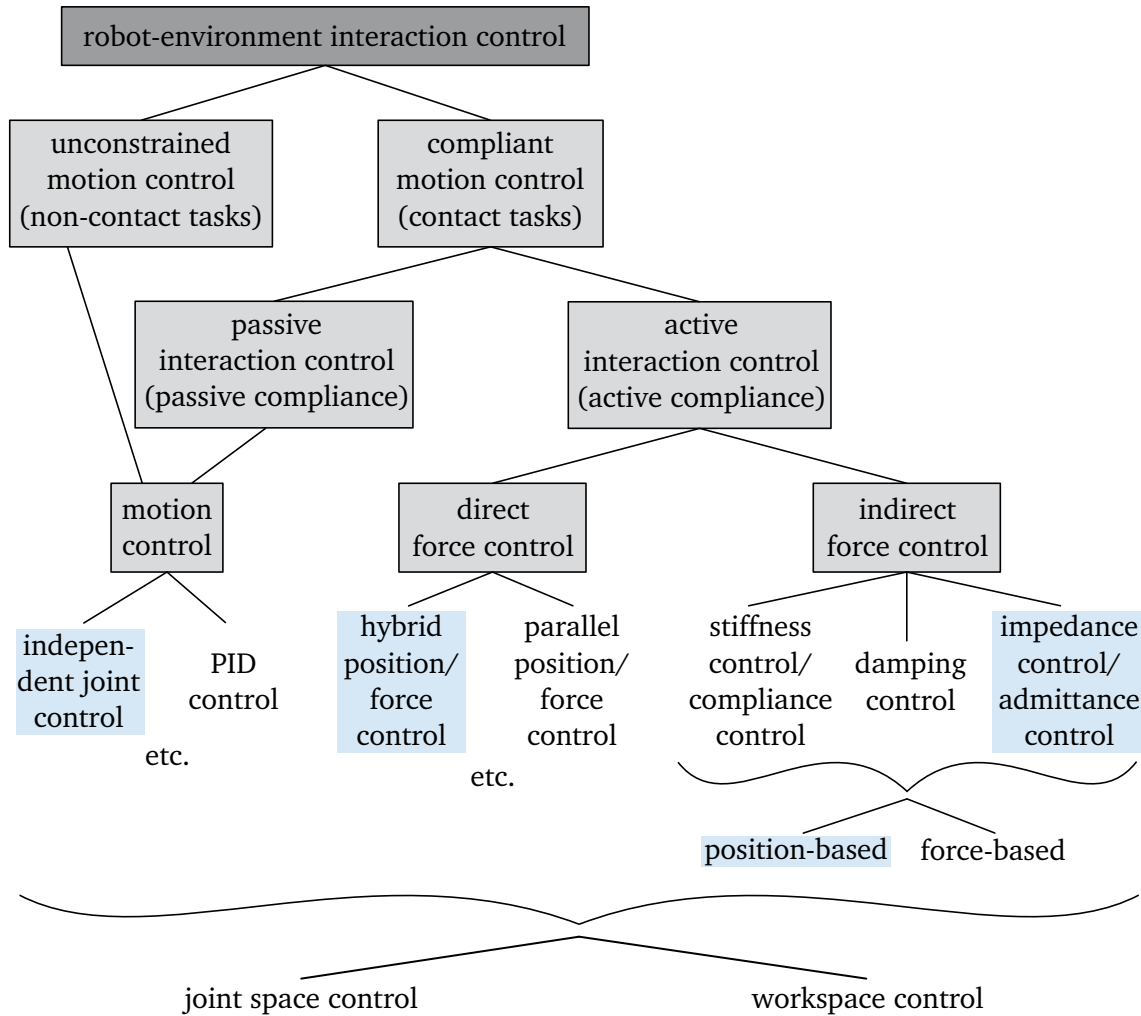 robot-environment interaction control
unconstrained
motion control
(non-contact tasks)
compliant
motion control
(contact tasks)
passive
interaction control
(passive compliance)
active
interaction control
(active compliance)
motion
control
direct
force control
indirect
force control
indepen-
dent joint
control
PID
control
etc.
hybrid
position/
force
control
parallel
position/
force
control
etc.
stiffness
control/
compliance
control
damping
control
impedance
control/
admittance
control
position-based
force-based
joint space control
workspace control